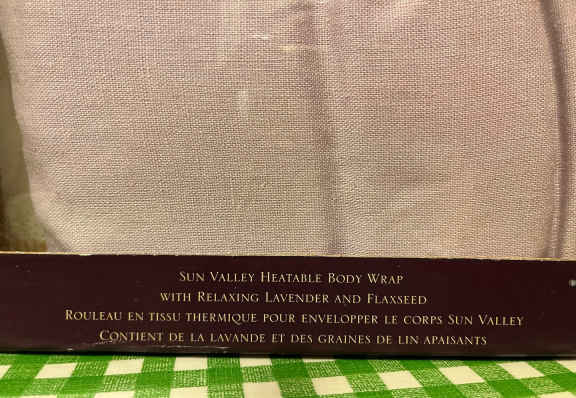 Sun Valley Heatable Body Wrap
with Relaxing Lavender and Flaxseed
Rouleau en tissu thermique pour envelopper le corps Sun Valley
Contient de la lavande et des graines de lin apaisants